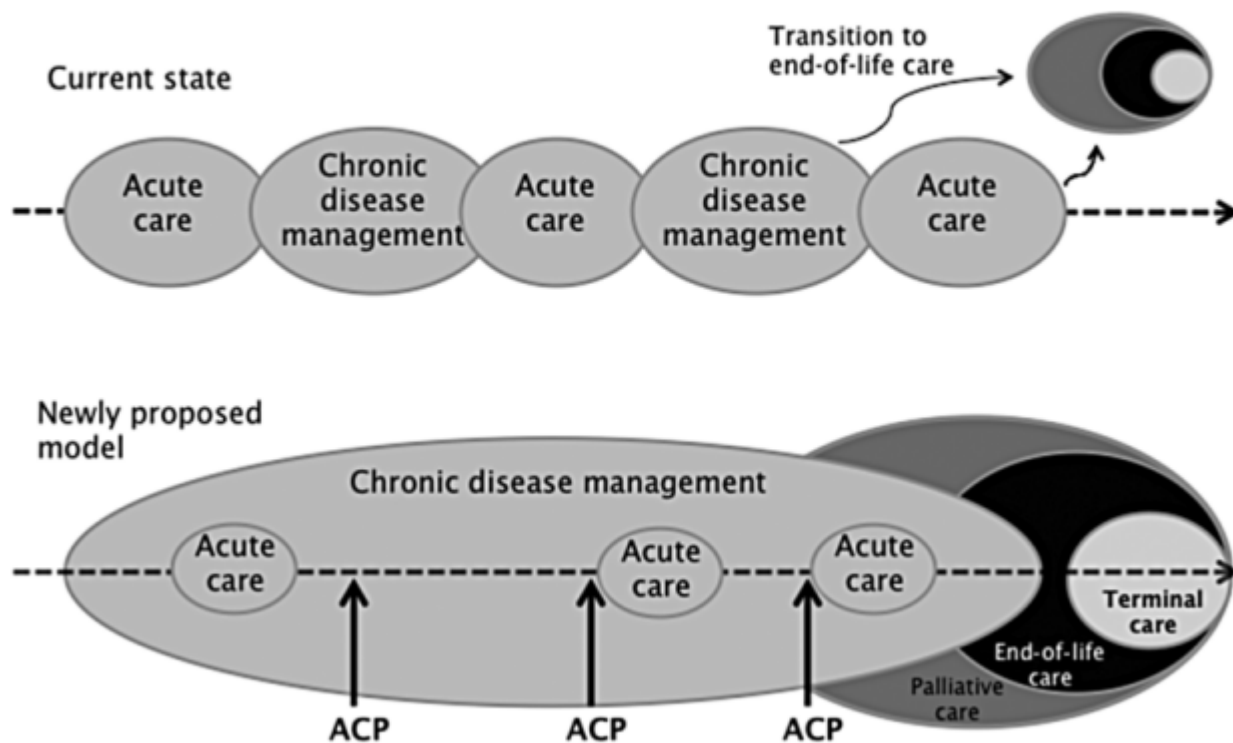 Transition to
end-of-life care
Current state
Acute
care
Chronic
disease
management
Acute
care
Chronic
disease
management
Acute
care
Newly proposed
model
Chronic disease management
Acute
care
Acute
care
Acute
care
Terminal
care
End-of-life
care
Palliative
care
ACP
ACP
ACP